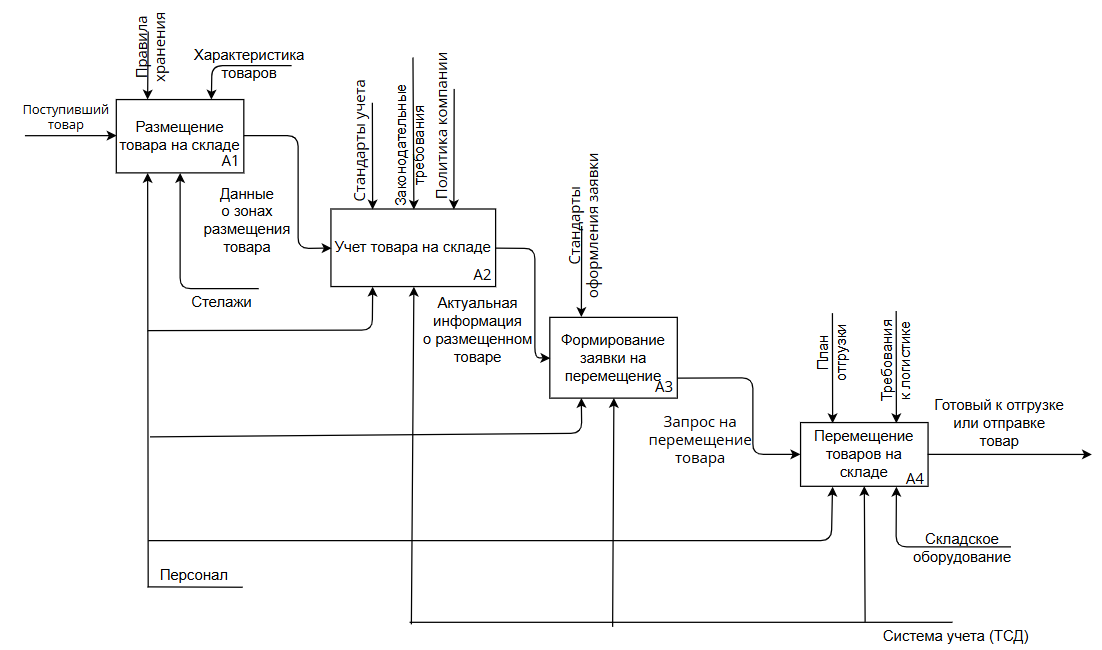 Правила
хранения
Характеристика
товаров
Поступивший
товар
Размещение
товара на складе
A1
Данные
о зонах
размещения
товара
Стелажи
Стандарты учета
Законодательные
требования
Политика компании
Учет товара на складе
A2
Актуальная
информация
о размещенном
товаре
Стандарты
оформления заявки
Формирование
заявки на
перемещение
A3
Запрос на
перемещение
товара
План
отгрузки
Требования
к логистике
Перемещение
товаров на
складе
A4
Готовый к отгрузке
или отправке
товар
Складское
оборудование
Персонал
Система учета (ТСД)